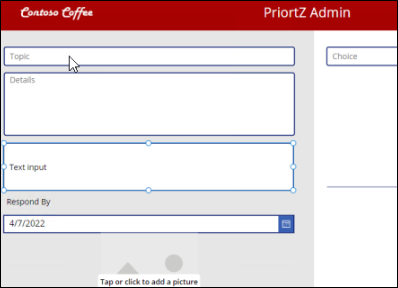 Contoso Coffee
PriortZ Admin
Topic
Choice
Details
Text input
Respond By
4/7/2022
Tap or click to add a picture